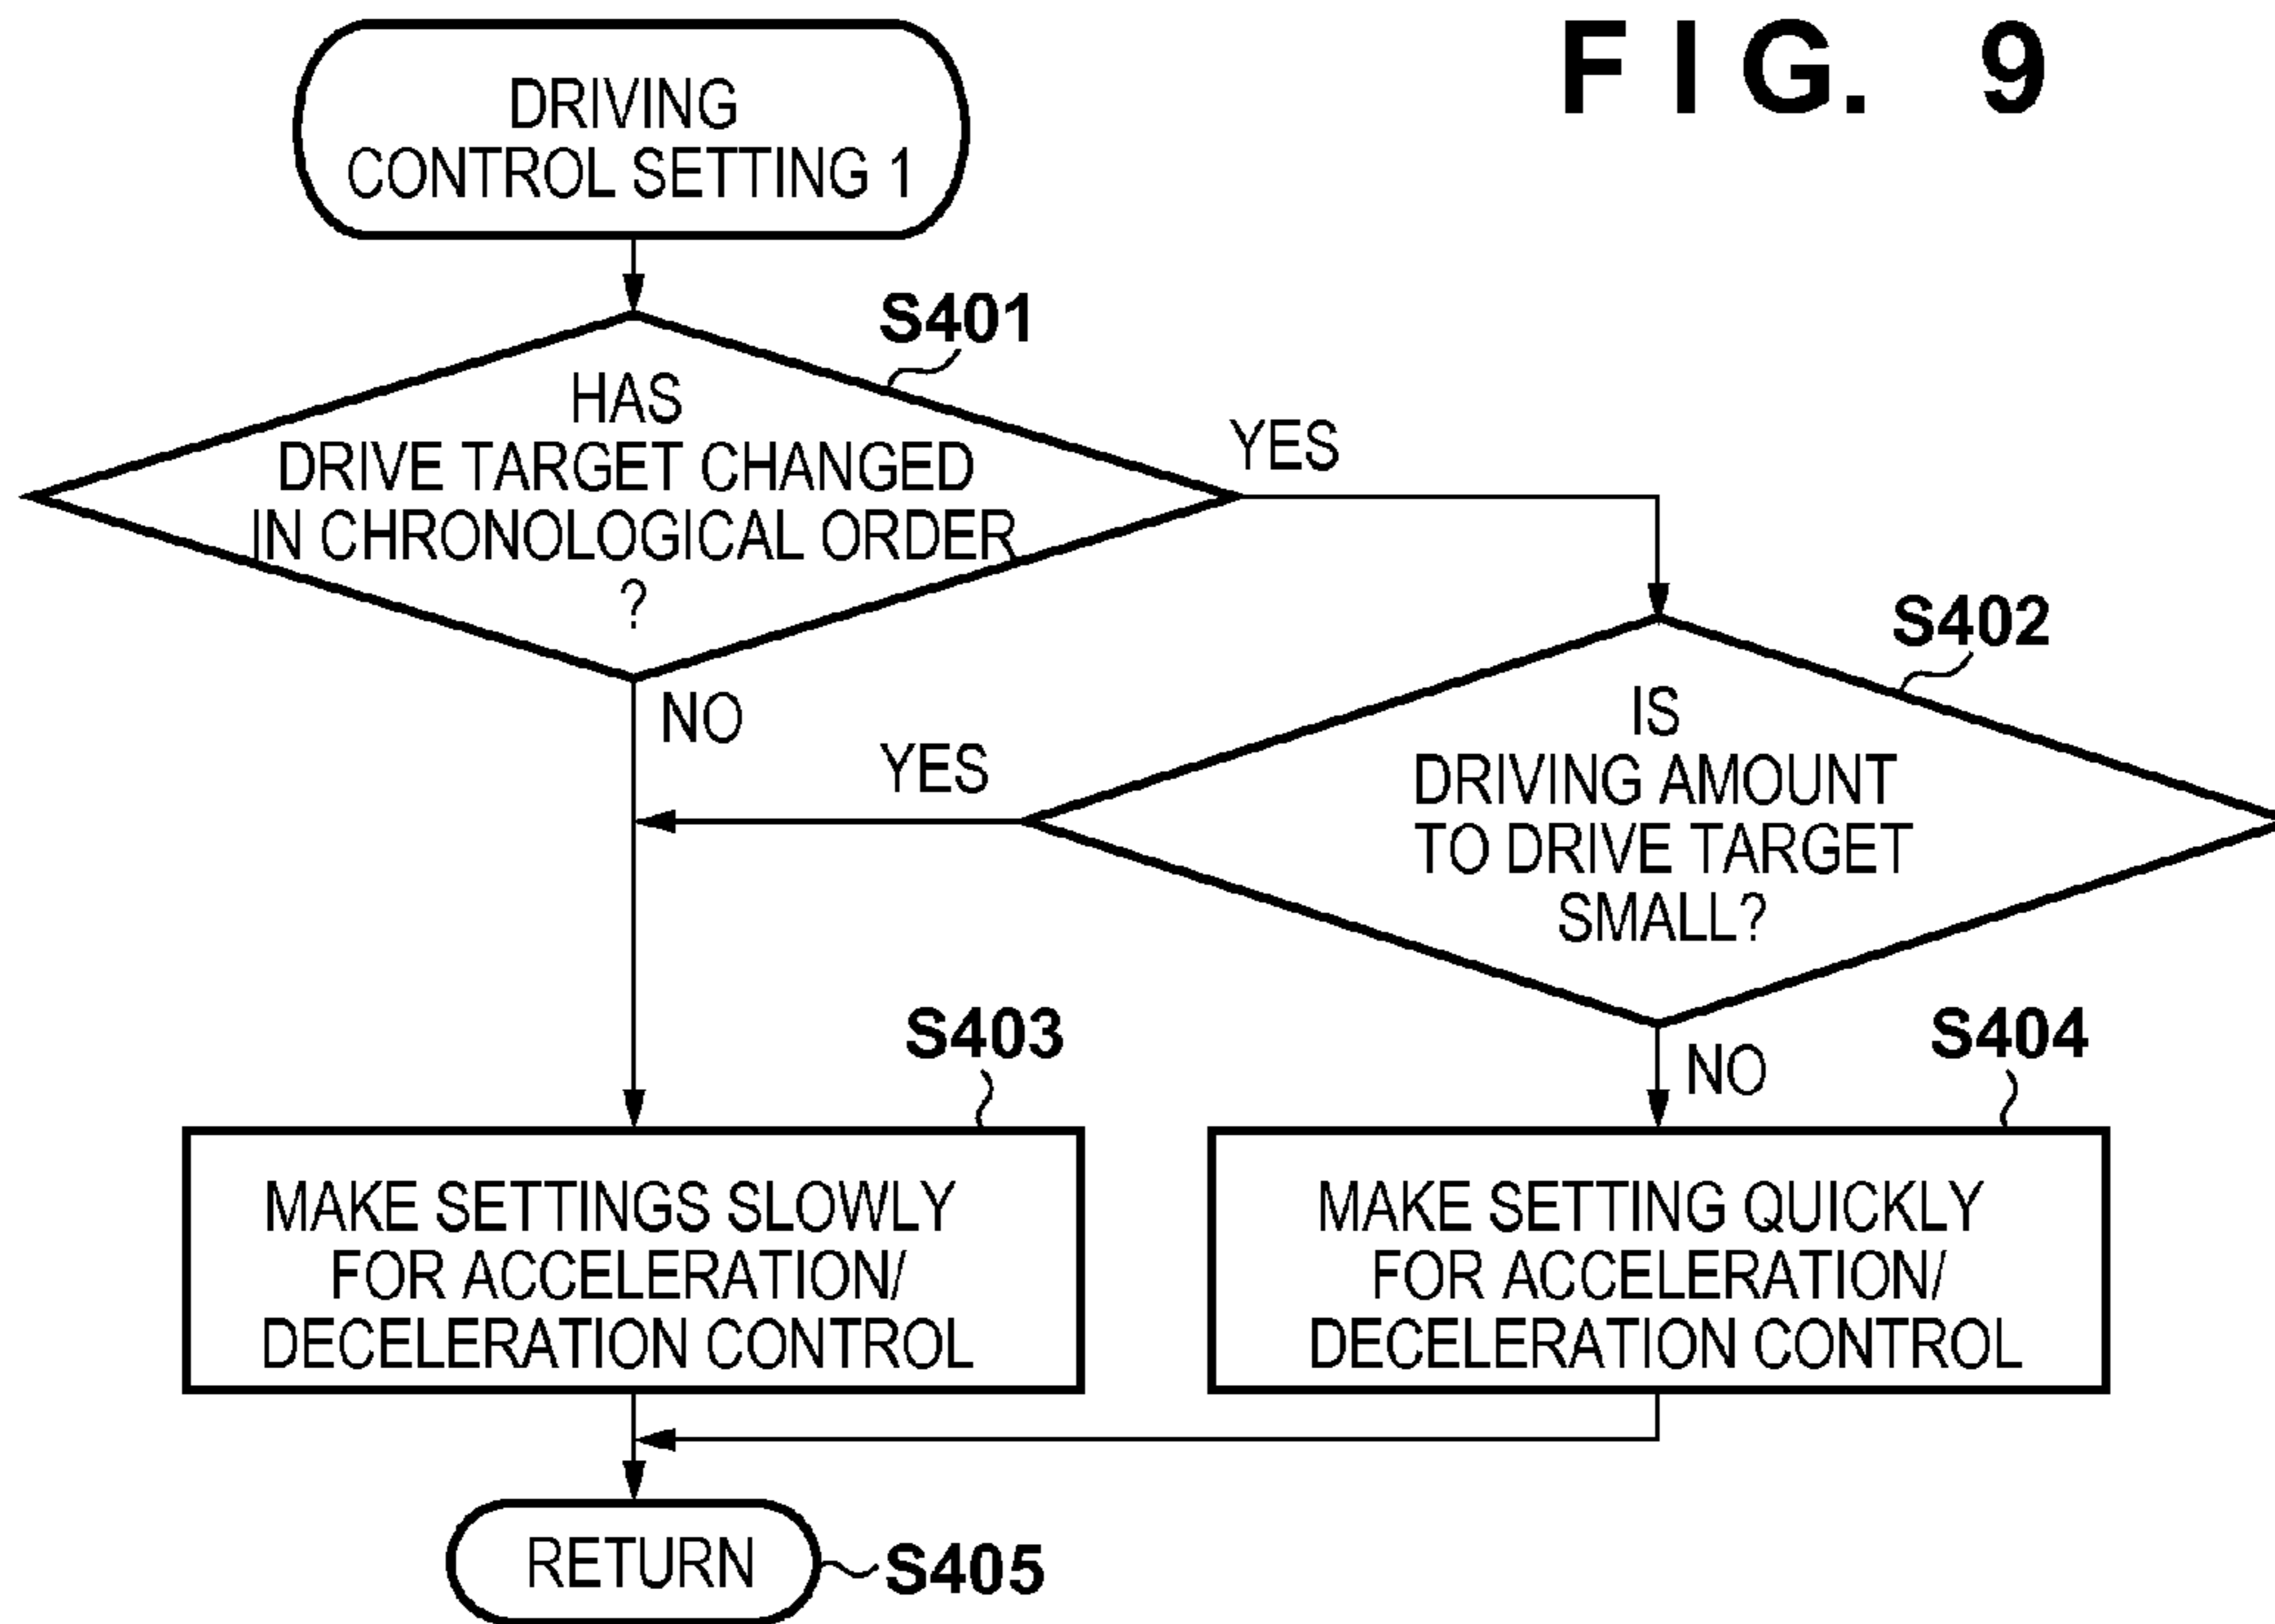 FIG. 9
DRIVING
CONTROL SETTING 1
S401
HAS
DRIVE TARGET CHANGED
IN CHRONOLOGICAL ORDER
?
YES
NO
S402
IS
DRIVING AMOUNT
TO DRIVE TARGET
SMALL?
YES
NO
S403
MAKE SETTINGS SLOWLY
FOR ACCELERATION/
DECELERATION CONTROL
S404
MAKE SETTING QUICKLY
FOR ACCELERATION/
DECELERATION CONTROL
RETURN
S405